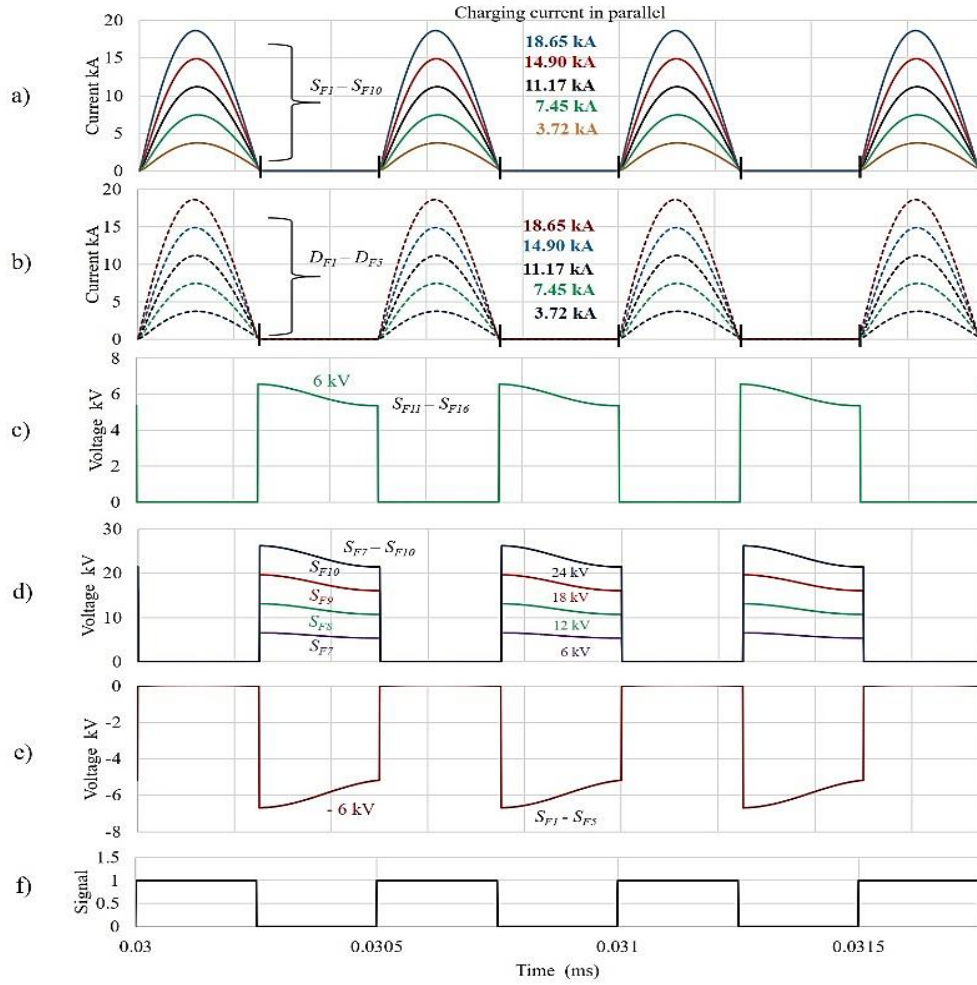 Charging current in parallel
a)
Current kA
20
15
10
5
0
S_F1 – S_F10
18.65 kA
14.90 kA
11.17 kA
7.45 kA
3.72 kA
b)
Current kA
20
15
10
5
0
D_F1 – D_F5
18.65 kA
14.90 kA
11.17 kA
7.45 kA
3.72 kA
c)
Voltage kV
8
6
4
2
0
6 kV
S_F11 – S_F16
d)
Voltage kV
30
20
10
0
S_F7 – S_F10
S_F10
S_F9
S_F8
S_F7
24 kV
18 kV
12 kV
6 kV
e)
Voltage kV
0
-2
-4
-6
-8
- 6 kV
S_F1 - S_F5
f)
Signal
1.5
1
0.5
0
0.03 0.0305 0.031 0.0315
Time (ms)